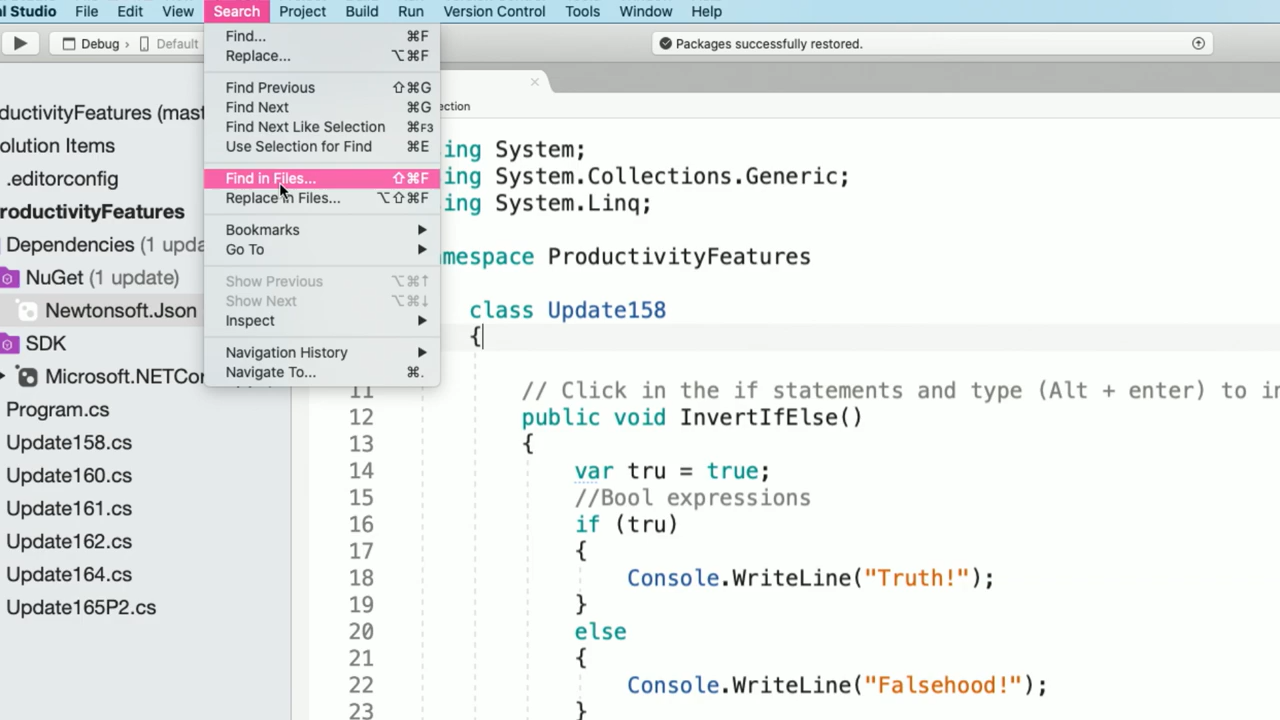 al Studio File Edit View Search Project Build Run Version Control Tools Window Help
Debug › Default
Packages successfully restored.
Find... ⌘F
Replace... ⌥⌘F
Find Previous ⇧⌘G
Find Next ⌘G
Find Next Like Selection ⌘F3
Use Selection for Find ⌘E
Find in Files... ⇧⌘F
Replace in Files... ⌥⇧⌘F
Bookmarks
Go To
Show Previous ⌥⌘↑
Show Next ⌥⌘↓
Inspect
Navigation History
Navigate To... ⌘.
ductivityFeatures (mast
olution Items
.editorconfig
roductivityFeatures
Dependencies (1 upda
NuGet (1 update)
Newtonsoft.Json
SDK
Microsoft.NETCor
Program.cs
Update158.cs
Update160.cs
Update161.cs
Update162.cs
Update164.cs
Update165P2.cs
ction
ing System;
ing System.Collections.Generic;
ing System.Linq;
mespace ProductivityFeatures
class Update158
{
11 // Click in the if statements and type (Alt + enter) to in
12 public void InvertIfElse()
13 {
14 var tru = true;
15 //Bool expressions
16 if (tru)
17 {
18 Console.WriteLine("Truth!");
19 }
20 else
21 {
22 Console.WriteLine("Falsehood!");
23 }